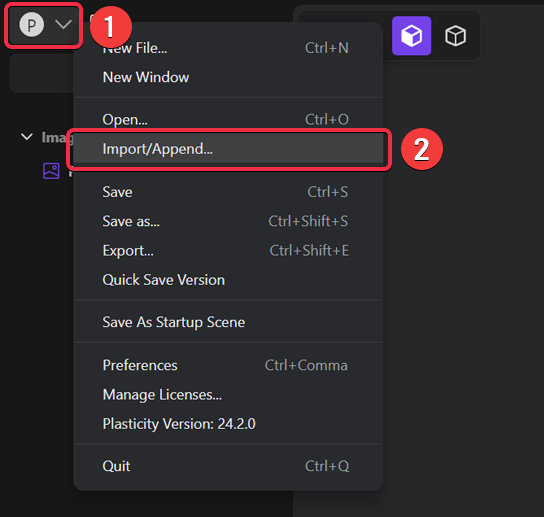 P
1
New File... Ctrl+N
New Window
Open... Ctrl+O
Import/Append...
2
Save Ctrl+S
Save as... Ctrl+Shift+S
Export... Ctrl+Shift+E
Quick Save Version
Save As Startup Scene
Preferences Ctrl+Comma
Manage Licenses...
Plasticity Version: 24.2.0
Quit Ctrl+Q